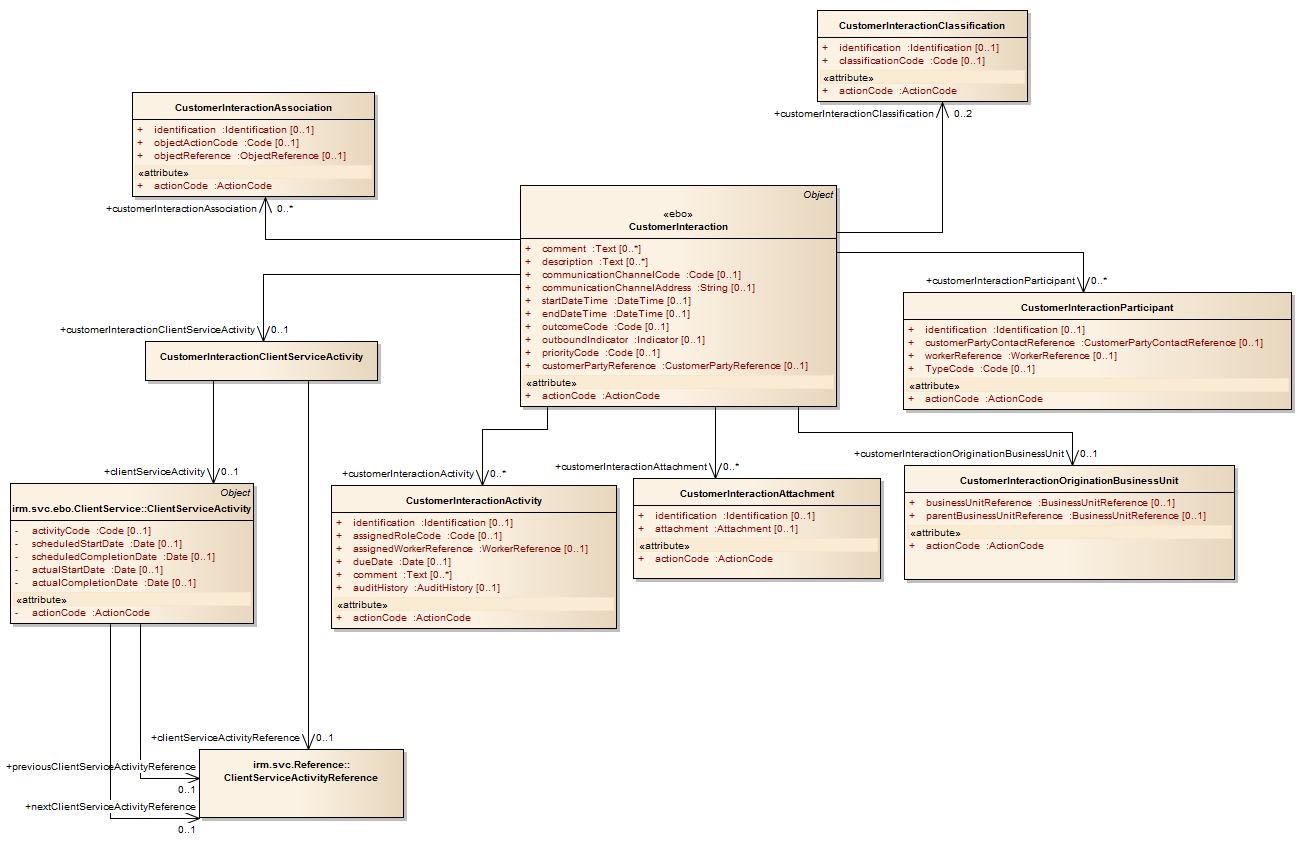 CustomerInteractionClassification
+ identification :Identification [0..1]
+ classificationCode :Code [0..1]
«attribute»
+ actionCode :ActionCode
+customerInteractionClassification 0..2
CustomerInteractionAssociation
+ identification :Identification [0..1]
+ objectActionCode :Code [0..1]
+ objectReference :ObjectReference [0..1]
«attribute»
+ actionCode :ActionCode
+customerInteractionAssociation 0..*
Object
«ebo»
CustomerInteraction
+ comment :Text [0..*]
+ description :Text [0..*]
+ communicationChannelCode :Code [0..1]
+ communicationChannelAddress :String [0..1]
+ startDateTime :DateTime [0..1]
+ endDateTime :DateTime [0..1]
+ outcomeCode :Code [0..1]
+ outboundIndicator :Indicator [0..1]
+ priorityCode :Code [0..1]
+ customerPartyReference :CustomerPartyReference [0..1]
«attribute»
+ actionCode :ActionCode
+customerInteractionParticipant 0..*
CustomerInteractionParticipant
+ identification :Identification [0..1]
+ customerPartyContactReference :CustomerPartyContactReference [0..1]
+ workerReference :WorkerReference [0..1]
+ TypeCode :Code [0..1]
«attribute»
+ actionCode :ActionCode
+customerInteractionClientServiceActivity 0..1
CustomerInteractionClientServiceActivity
+clientServiceActivity 0..1
Object
irm.svc.ebo.ClientService::ClientServiceActivity
- activityCode :Code [0..1]
- scheduledStartDate :Date [0..1]
- scheduledCompletionDate :Date [0..1]
- actualStartDate :Date [0..1]
- actualCompletionDate :Date [0..1]
«attribute»
- actionCode :ActionCode
+customerInteractionActivity 0..*
CustomerInteractionActivity
+ identification :Identification [0..1]
+ assignedRoleCode :Code [0..1]
+ assignedWorkerReference :WorkerReference [0..1]
+ dueDate :Date [0..1]
+ comment :Text [0..*]
+ auditHistory :AuditHistory [0..1]
«attribute»
+ actionCode :ActionCode
+customerInteractionAttachment 0..*
CustomerInteractionAttachment
+ identification :Identification [0..1]
+ attachment :Attachment [0..1]
«attribute»
+ actionCode :ActionCode
+customerInteractionOriginationBusinessUnit 0..1
CustomerInteractionOriginationBusinessUnit
+ businessUnitReference :BusinessUnitReference [0..1]
+ parentBusinessUnitReference :BusinessUnitReference [0..1]
«attribute»
+ actionCode :ActionCode
+clientServiceActivityReference 0..1
irm.svc.Reference::
ClientServiceActivityReference
+previousClientServiceActivityReference
0..1
+nextClientServiceActivityReference
0..1